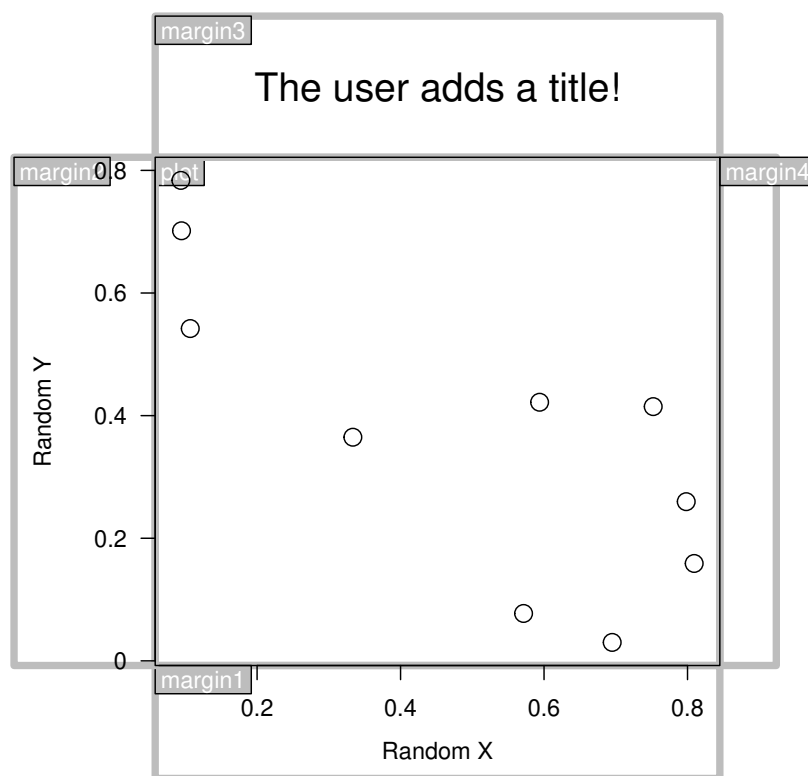 margin3
The user adds a title!
margin2
0.8
plot
margin4
0.6
0.4
0.2
0
Random Y
margin1
0.2 0.4 0.6 0.8
Random X